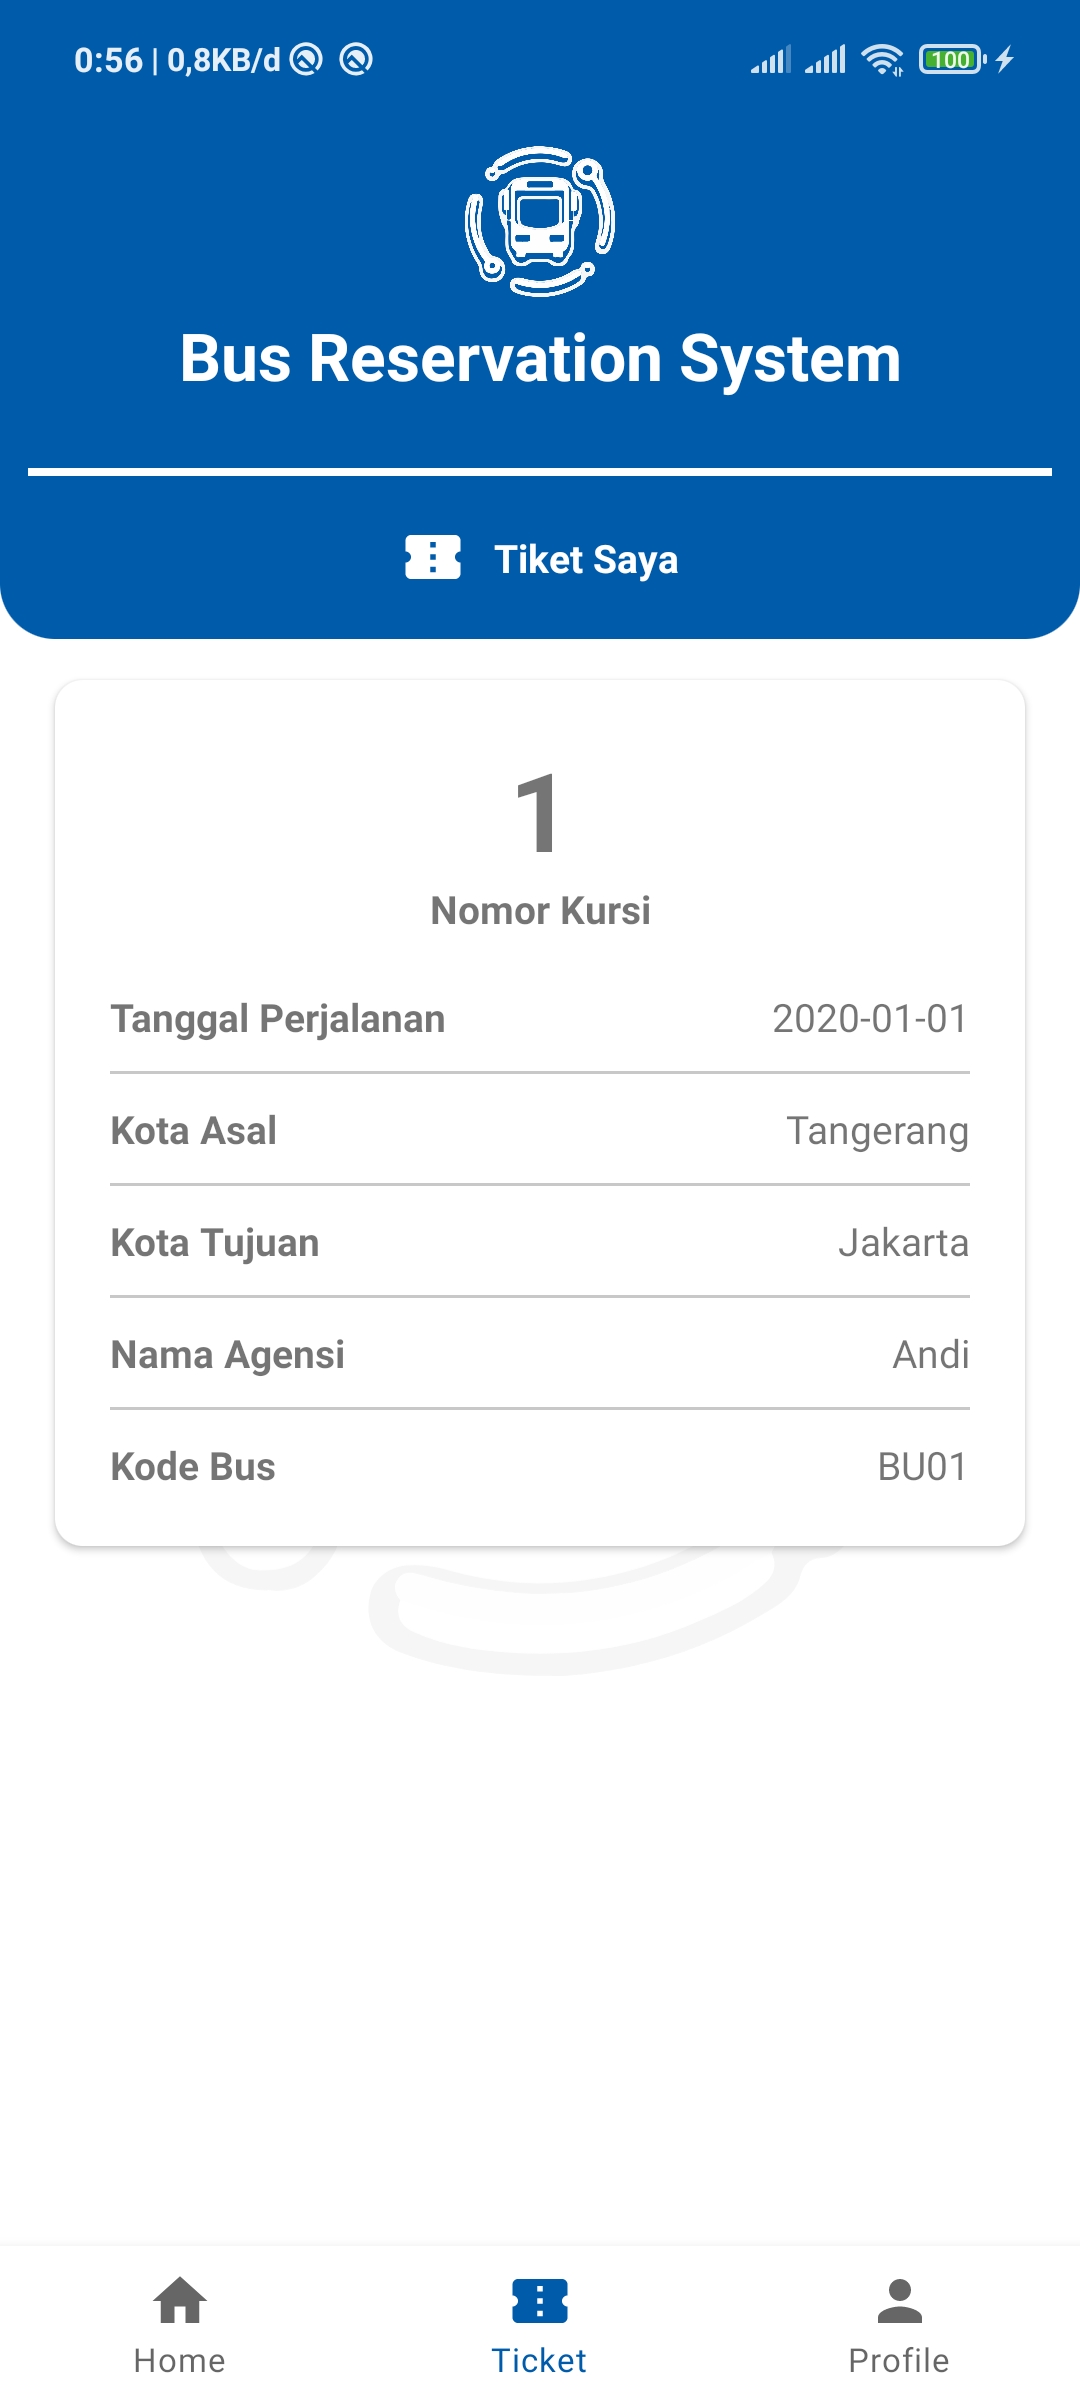 0:56 | 0,8KB/d
100
Bus Reservation System
Tiket Saya
1
Nomor Kursi
Tanggal Perjalanan 2020-01-01
Kota Asal Tangerang
Kota Tujuan Jakarta
Nama Agensi Andi
Kode Bus BU01
Home Ticket Profile